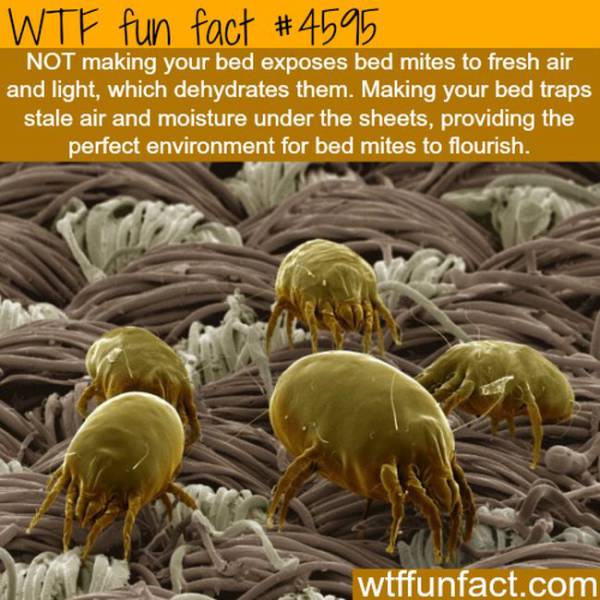 WTF fun fact #4595
NOT making your bed exposes bed mites to fresh air
and light, which dehydrates them. Making your bed traps
stale air and moisture under the sheets, providing the
perfect environment for bed mites to flourish.
wtffunfact.com